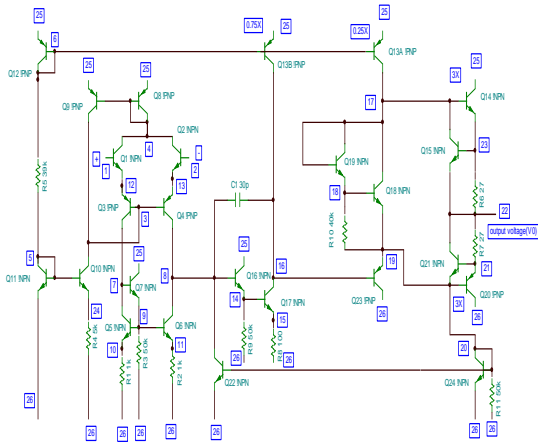 25
0.75X
25
0.25X
25
25
6
Q12 !PNP
Q13B !PNP
Q13A !PNP
25
25
3X
Q9 !PNP
Q8 !PNP
17
Q14 !NPN
Q2 !NPN
+
Q1 !NPN
4
-
Q15 !NPN
23
1
2
Q19 !NPN
R5 39k
12
13
C1 30p
18
Q18 !NPN
R6 27
Q3 !PNP
3
Q4 !PNP
22
R10 40k
R7 27
output voltage(V0)
5
25
25
16
19
Q21 !NPN
21
Q11 !NPN
Q10 !NPN
7
Q7 !NPN
8
Q16 !NPN
Q23 !PNP
3X
Q20 !PNP
14
Q17 !NPN
24
9
15
26
26
Q5 !NPN
Q6 !NPN
R4 5k
10
R3 50k
11
R9 50k
R8 100
20
R1 1k
R2 1k
26
26
Q22 !NPN
Q24 !NPN
R11 50k
26
26
26
26
26
26
26
26